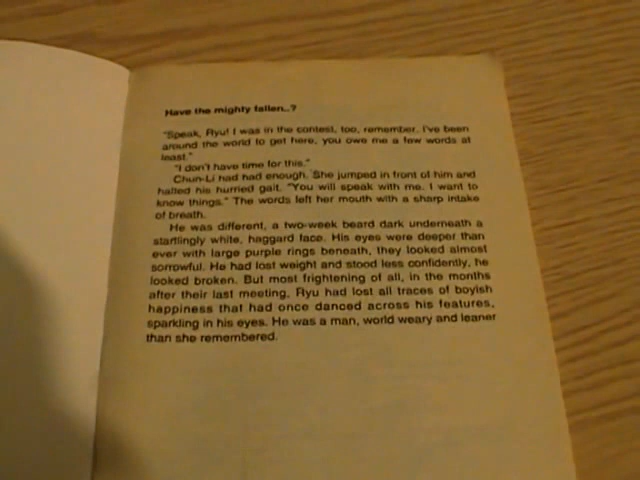 Have the mighty fallen..?
"Speak, Ryu! I was in the contest, too, remember. I've been
around the world to get here, you owe me a few words at
least."
"I don't have time for this."
Chun-Li had had enough. She jumped in front of him and
halted his hurried gait. "You will speak with me. I want to
know things." The words left her mouth with a sharp intake
of breath.
He was different, a two-week beard dark underneath a
startlingly white, haggard face. His eyes were deeper than
ever with large purple rings beneath, they looked almost
sorrowful. He had lost weight and stood less confidently, he
looked broken. But most frightening of all, in the months
after their last meeting, Ryu had lost all traces of boyish
happiness that had once danced across his features,
sparkling in his eyes. He was a man, world weary and leaner
than she remembered.